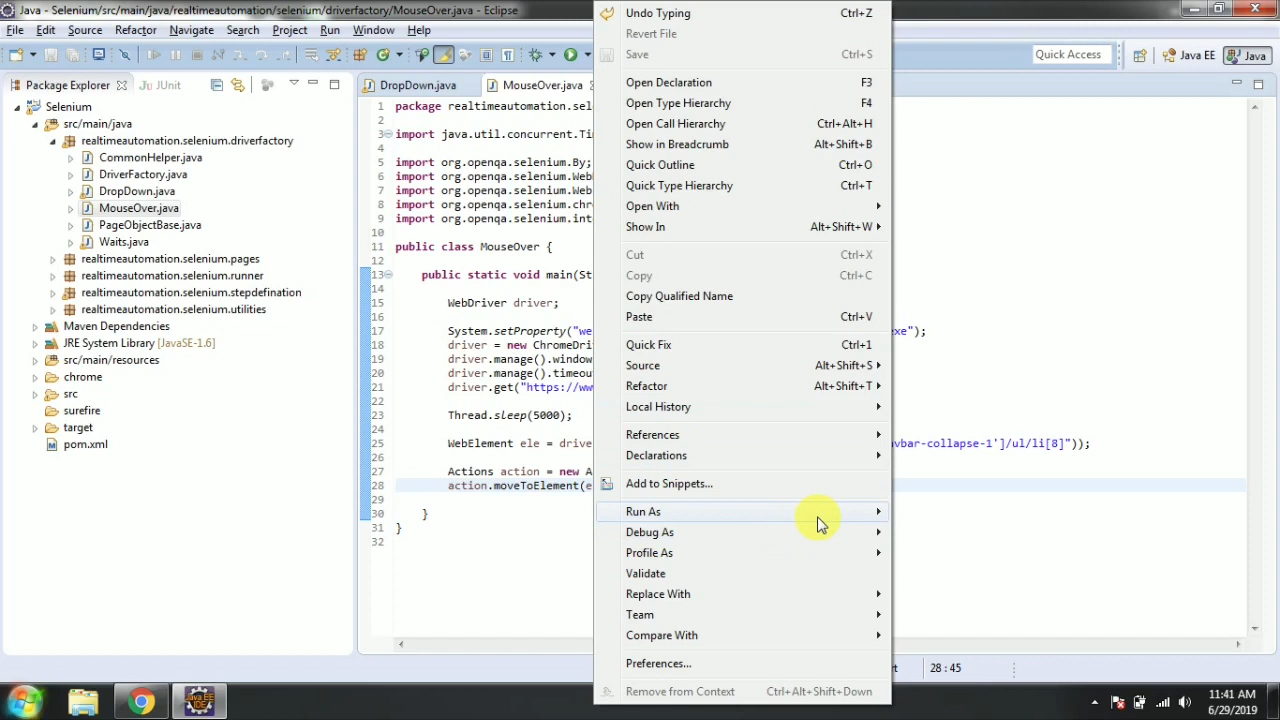 Java - Selenium/src/main/java/realtimeautomation/selenium/driverfactory/MouseOver.java - Eclipse
File Edit Source Refactor Navigate Search Project Run Window Help
Quick Access Java EE Java
Package Explorer JUnit
Selenium
src/main/java
realtimeautomation.selenium.driverfactory
CommonHelper.java
DriverFactory.java
DropDown.java
MouseOver.java
PageObjectBase.java
Waits.java
realtimeautomation.selenium.pages
realtimeautomation.selenium.runner
realtimeautomation.selenium.stepdefination
realtimeautomation.selenium.utilities
Maven Dependencies
JRE System Library [JavaSE-1.6]
src/main/resources
chrome
src
surefire
target
pom.xml
DropDown.java MouseOver.java
1 package realtimeautomation.sel
2
3 import java.util.concurrent.Ti
4
5 import org.openqa.selenium.By;
6 import org.openqa.selenium.Web
7 import org.openqa.selenium.Web
8 import org.openqa.selenium.chr
9 import org.openqa.selenium.int
10
11 public class MouseOver {
12
13 public static void main(St
14
15 WebDriver driver;
16
17 System.setProperty("we xe");
18 driver = new ChromeDri
19 driver.manage().window
20 driver.manage().timeou
21 driver.get("https://ww
22
23 Thread.sleep(5000);
24
25 WebElement ele = drive avbar-collapse-1']/ul/li[8]"));
26
27 Actions action = new A
28 action.moveToElement(e
29
30 }
31 }
32
Undo Typing Ctrl+Z
Revert File
Save Ctrl+S
Open Declaration F3
Open Type Hierarchy F4
Open Call Hierarchy Ctrl+Alt+H
Show in Breadcrumb Alt+Shift+B
Quick Outline Ctrl+O
Quick Type Hierarchy Ctrl+T
Open With
Show In Alt+Shift+W
Cut Ctrl+X
Copy Ctrl+C
Copy Qualified Name
Paste Ctrl+V
Quick Fix Ctrl+1
Source Alt+Shift+S
Refactor Alt+Shift+T
Local History
References
Declarations
Add to Snippets...
Run As
Debug As
Profile As
Validate
Replace With
Team
Compare With
Preferences...
Remove from Context Ctrl+Alt+Shift+Down
28 : 45
Java EE
IDE
11:41 AM
6/29/2019